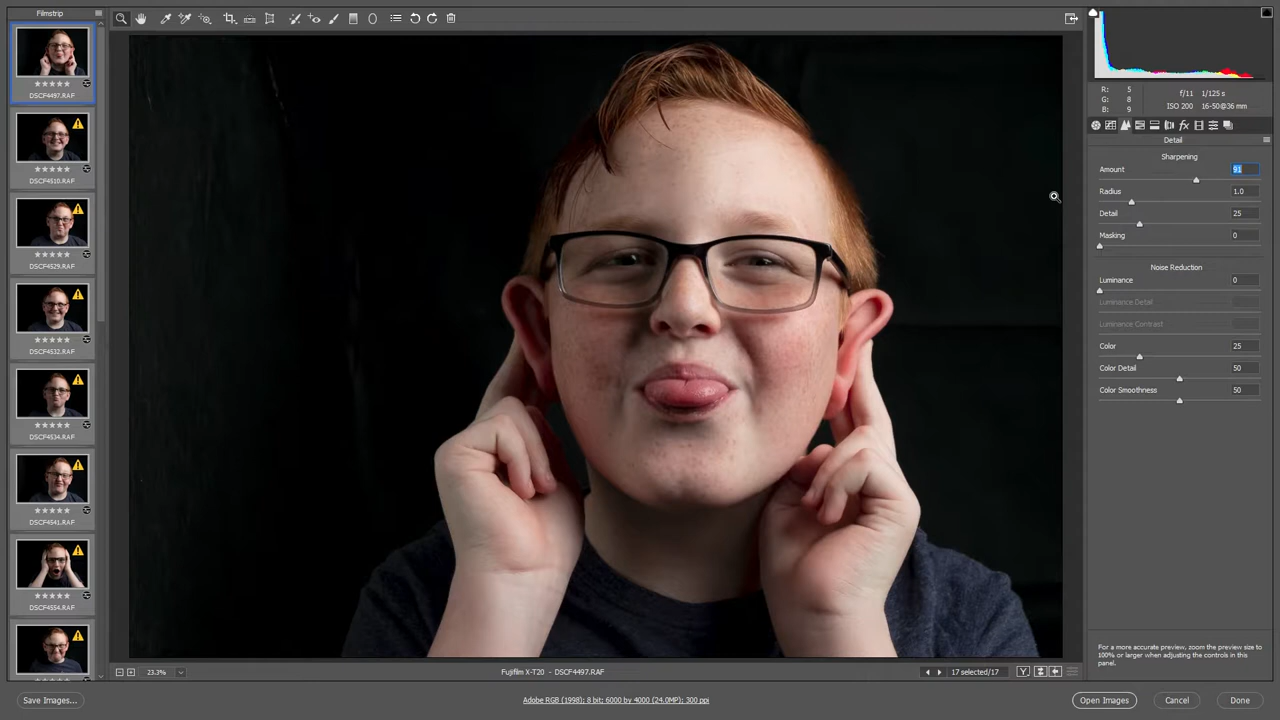 Filmstrip
DSCF4497.RAF
DSCF4510.RAF
DSCF4529.RAF
DSCF4532.RAF
DSCF4534.RAF
DSCF4541.RAF
DSCF4554.RAF
R: 5
G: 8
B: 9
f/11 1/125 s
ISO 200 16-50@36 mm
Detail
Sharpening
Amount 91
Radius 1.0
Detail 25
Masking 0
Noise Reduction
Luminance 0
Luminance Detail
Luminance Contrast
Color 25
Color Detail 50
Color Smoothness 50
For a more accurate preview, zoom the preview size to
100% or larger when adjusting the controls in this
panel.
23.3%
Fujifilm X-T20 - DSCF4497.RAF
17 selected/17
Y
Save Images...
Adobe RGB (1998); 8 bit; 6000 by 4000 (24.0MP); 300 ppi
Open Images
Cancel
Done